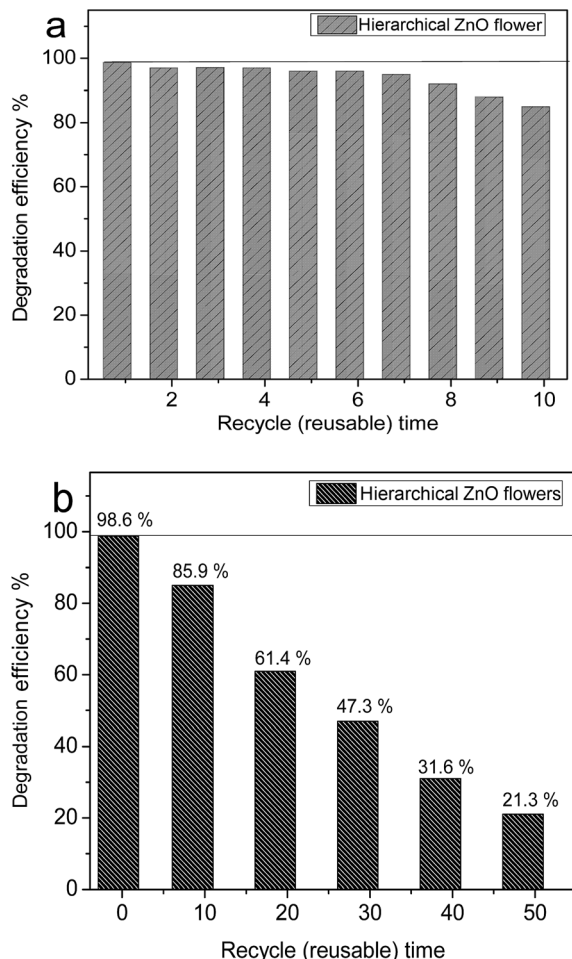 a
Hierarchical ZnO flower
100
80
60
40
20
0
Degradation efficiency %
2 4 6 8 10
Recycle (reusable) time
b
Hierarchical ZnO flowers
98.6 %
85.9 %
61.4 %
47.3 %
31.6 %
21.3 %
100
80
60
40
20
0
Degradation efficiency %
0 10 20 30 40 50
Recycle (reusable) time